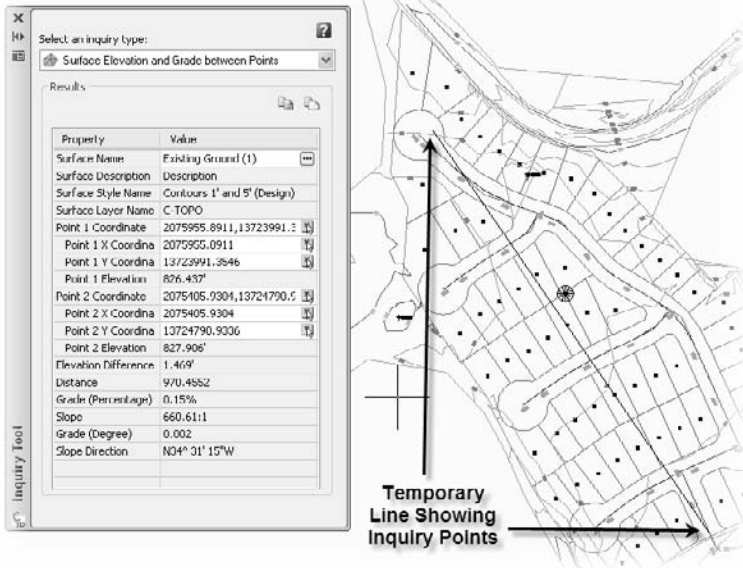 Select an inquiry type:
Surface Elevation and Grade between Points
Results
Property Value
Surface Name Existing Ground (1)
Surface Description Description
Surface Style Name Contours 1' and 5' (Design)
Surface Layer Name C-TOPO
Point 1 Coordinate 2075955.8911,13723991.3
Point 1 X Coordina 2075955.8911
Point 1 Y Coordina 13723991.3546
Point 1 Elevation 826.437'
Point 2 Coordinate 2075405.9304,13724790.9
Point 2 X Coordina 2075405.9304
Point 2 Y Coordina 13724790.9336
Point 2 Elevation 827.906'
Elevation Difference 1.469'
Distance 970.4552
Grade (Percentage) 0.15%
Slope 660.61:1
Grade (Degree) 0.002
Slope Direction N34^ 31' 15"W
Inquiry Tool
Temporary
Line Showing
Inquiry Points